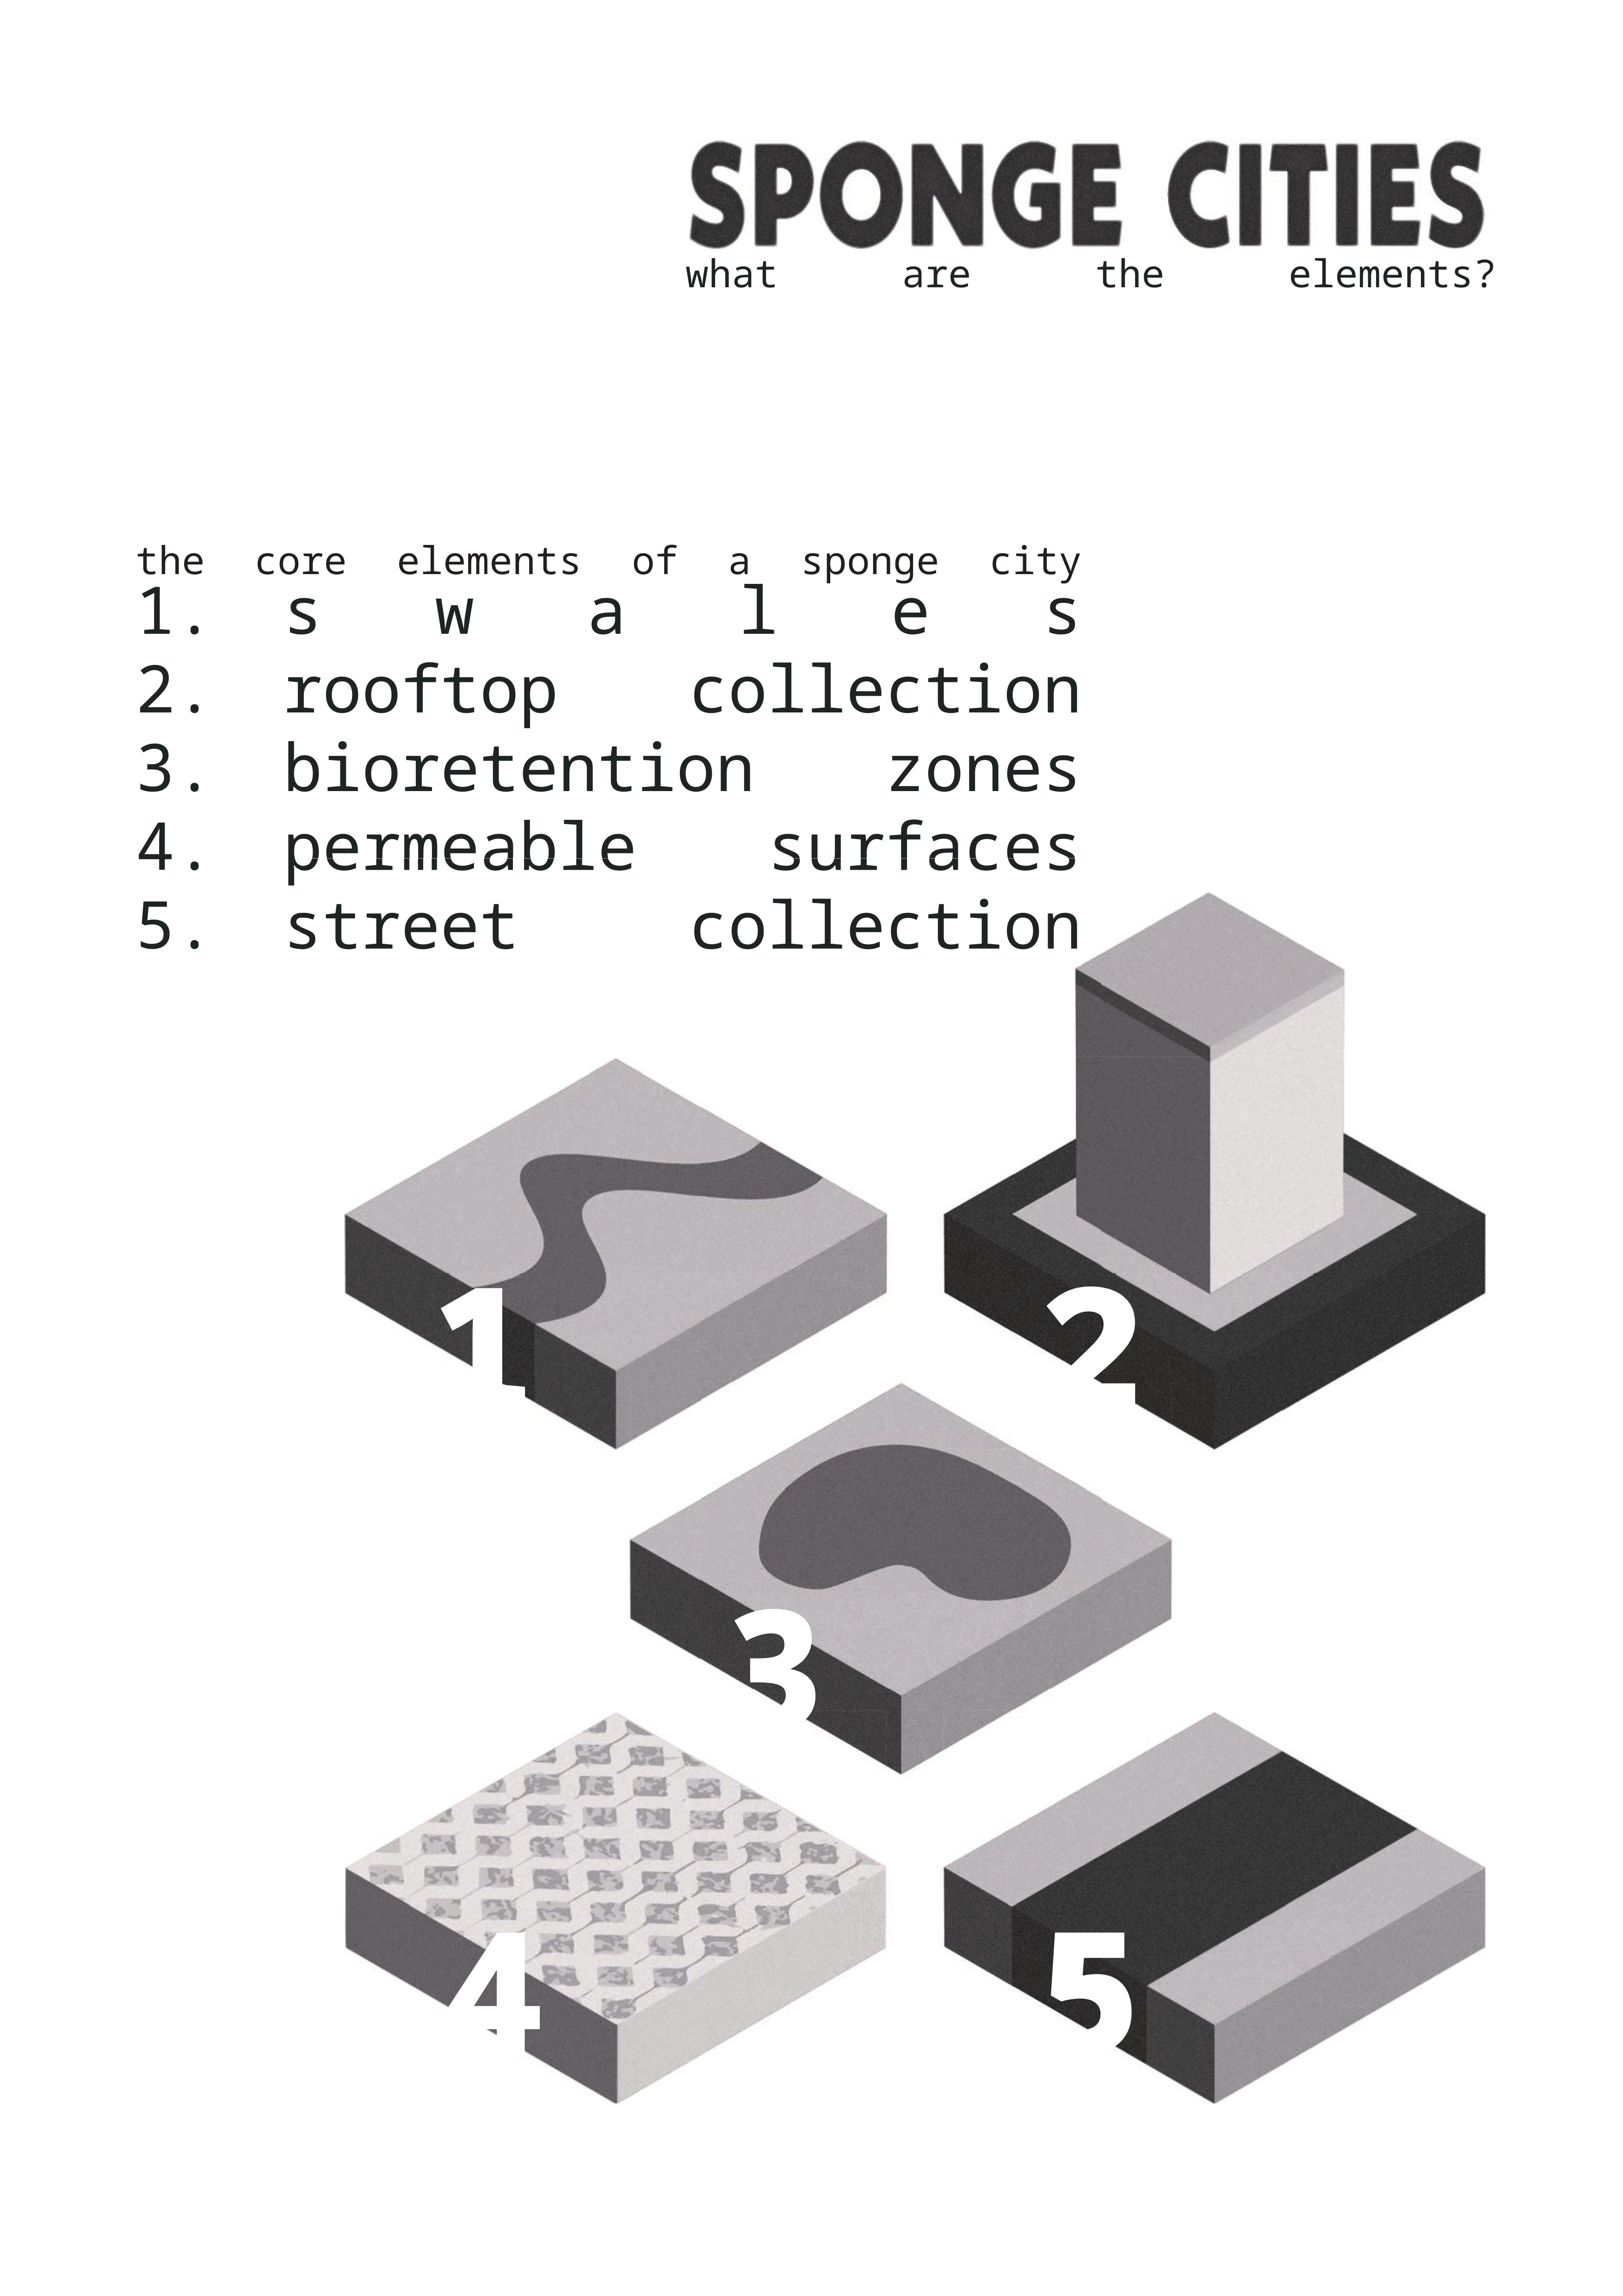 SPONGE CITIES
what are the elements?
the core elements of a sponge city
1. s w a l e s
2. rooftop collection
3. bioretention zones
4. permeable surfaces
5. street collection
1
2
3
4
5